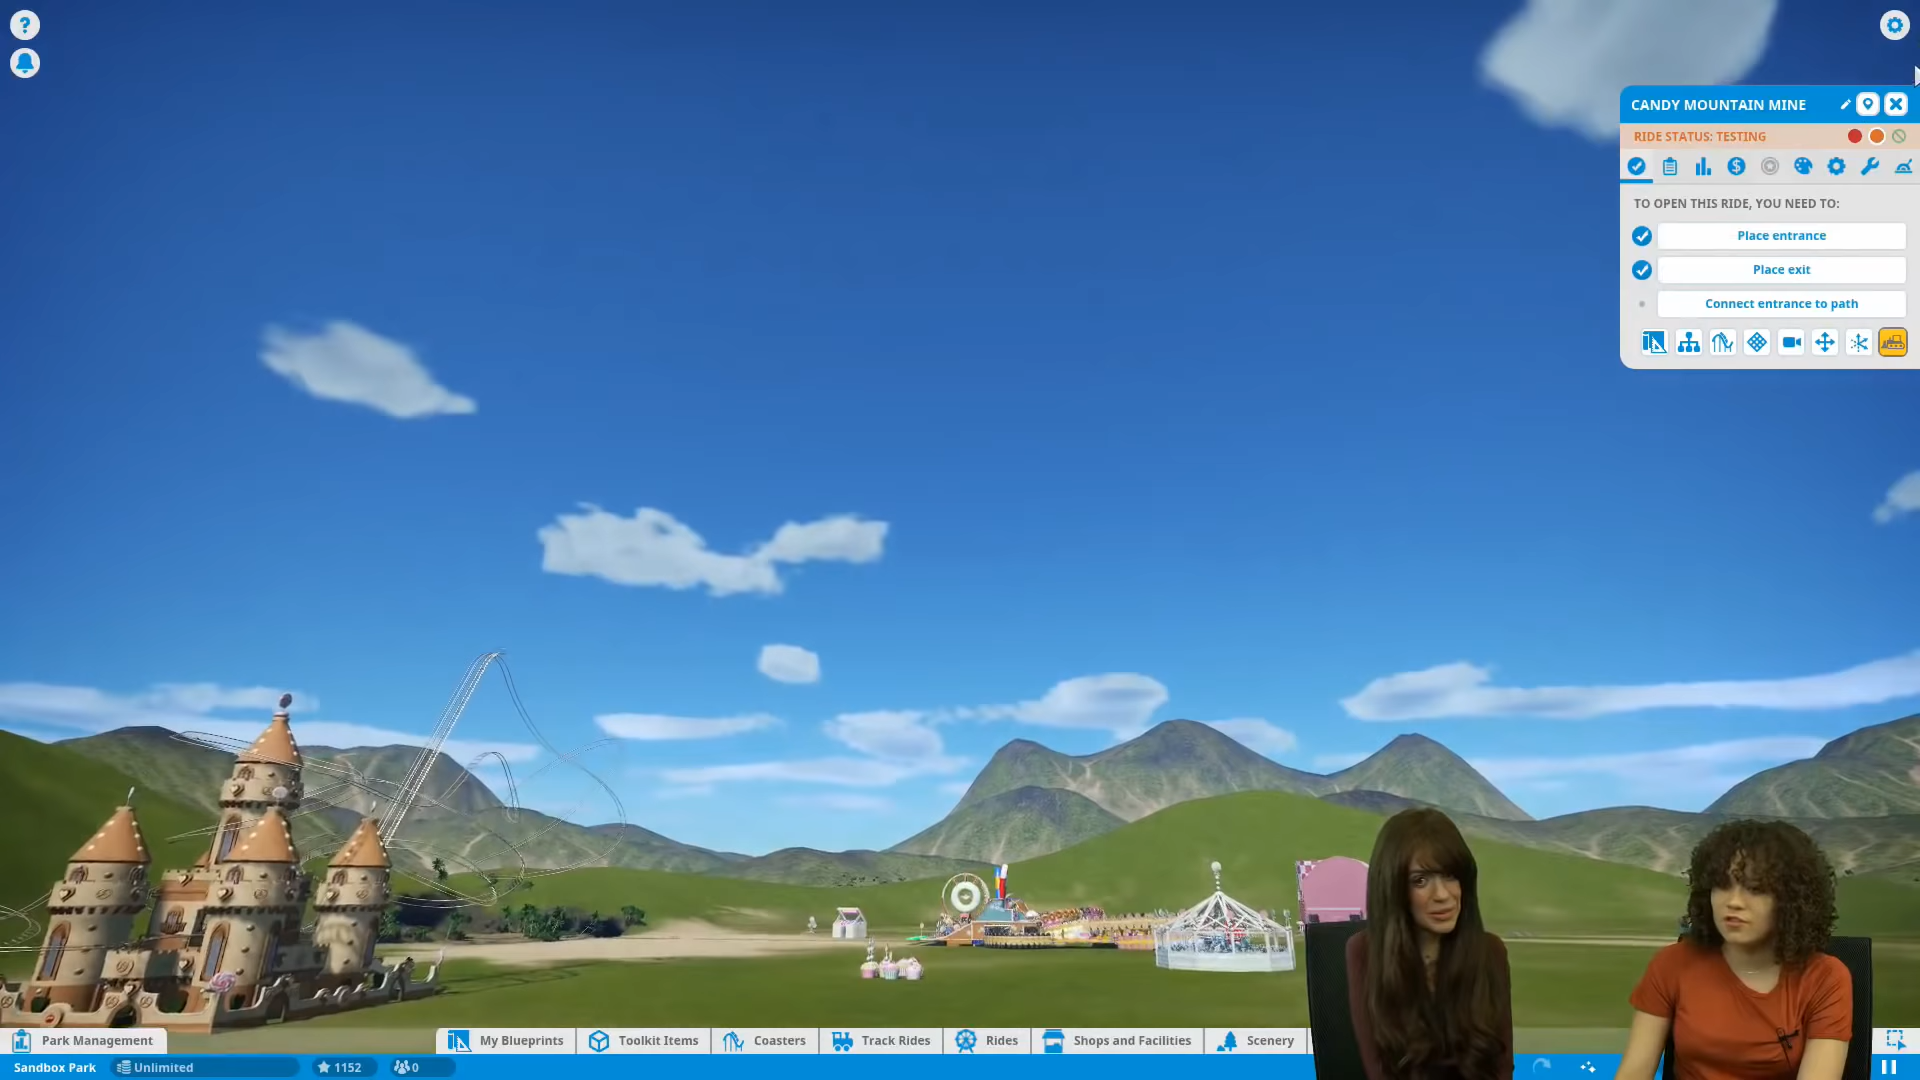 ?
CANDY MOUNTAIN MINE
RIDE STATUS: TESTING
TO OPEN THIS RIDE, YOU NEED TO:
Place entrance
Place exit
Connect entrance to path
Park Management
My Blueprints
Toolkit Items
Coasters
Track Rides
Rides
Shops and Facilities
Scenery
Sandbox Park
Unlimited
1152
0